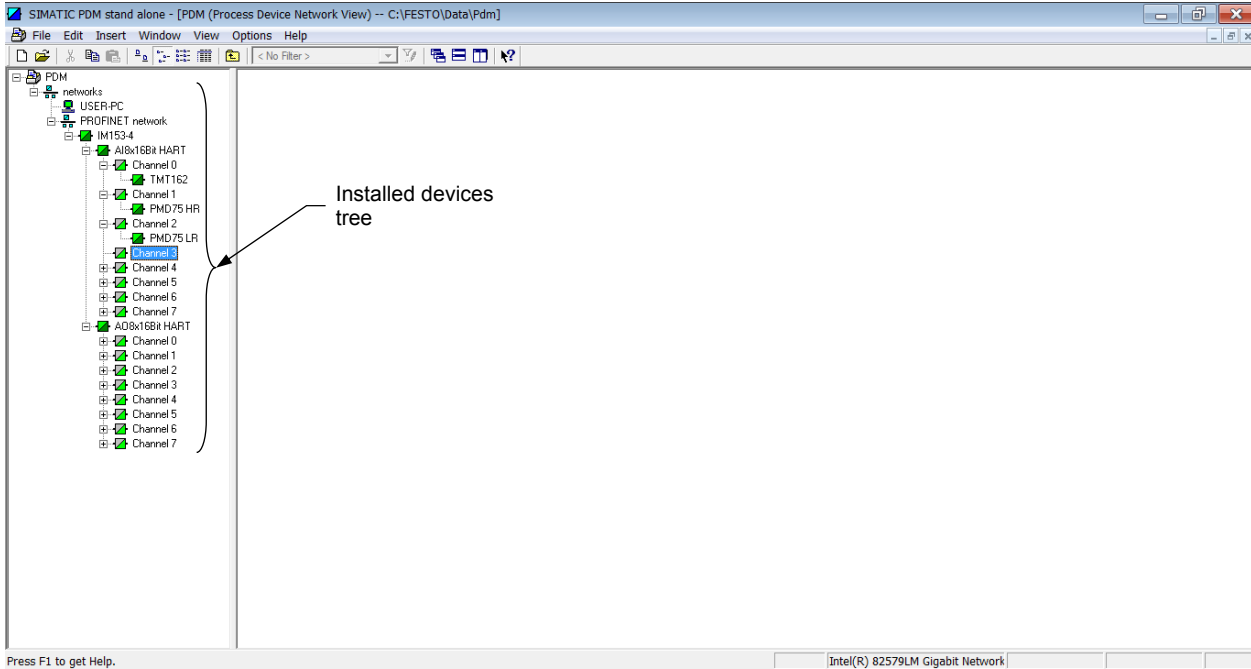 SIMATIC PDM stand alone - [PDM (Process Device Network View) -- C:\FESTO\Data\Pdm]
File Edit Insert Window View Options Help
< No Filter >
PDM
networks
USER-PC
PROFINET network
IM153-4
AI8x16Bit HART
Channel 0
TMT162
Channel 1
PMD75 HR
Channel 2
PMD75 LR
Channel 3
Channel 4
Channel 5
Channel 6
Channel 7
AO8x16Bit HART
Channel 0
Channel 1
Channel 2
Channel 3
Channel 4
Channel 5
Channel 6
Channel 7
Installed devices
tree
Press F1 to get Help.
Intel(R) 82579LM Gigabit Network